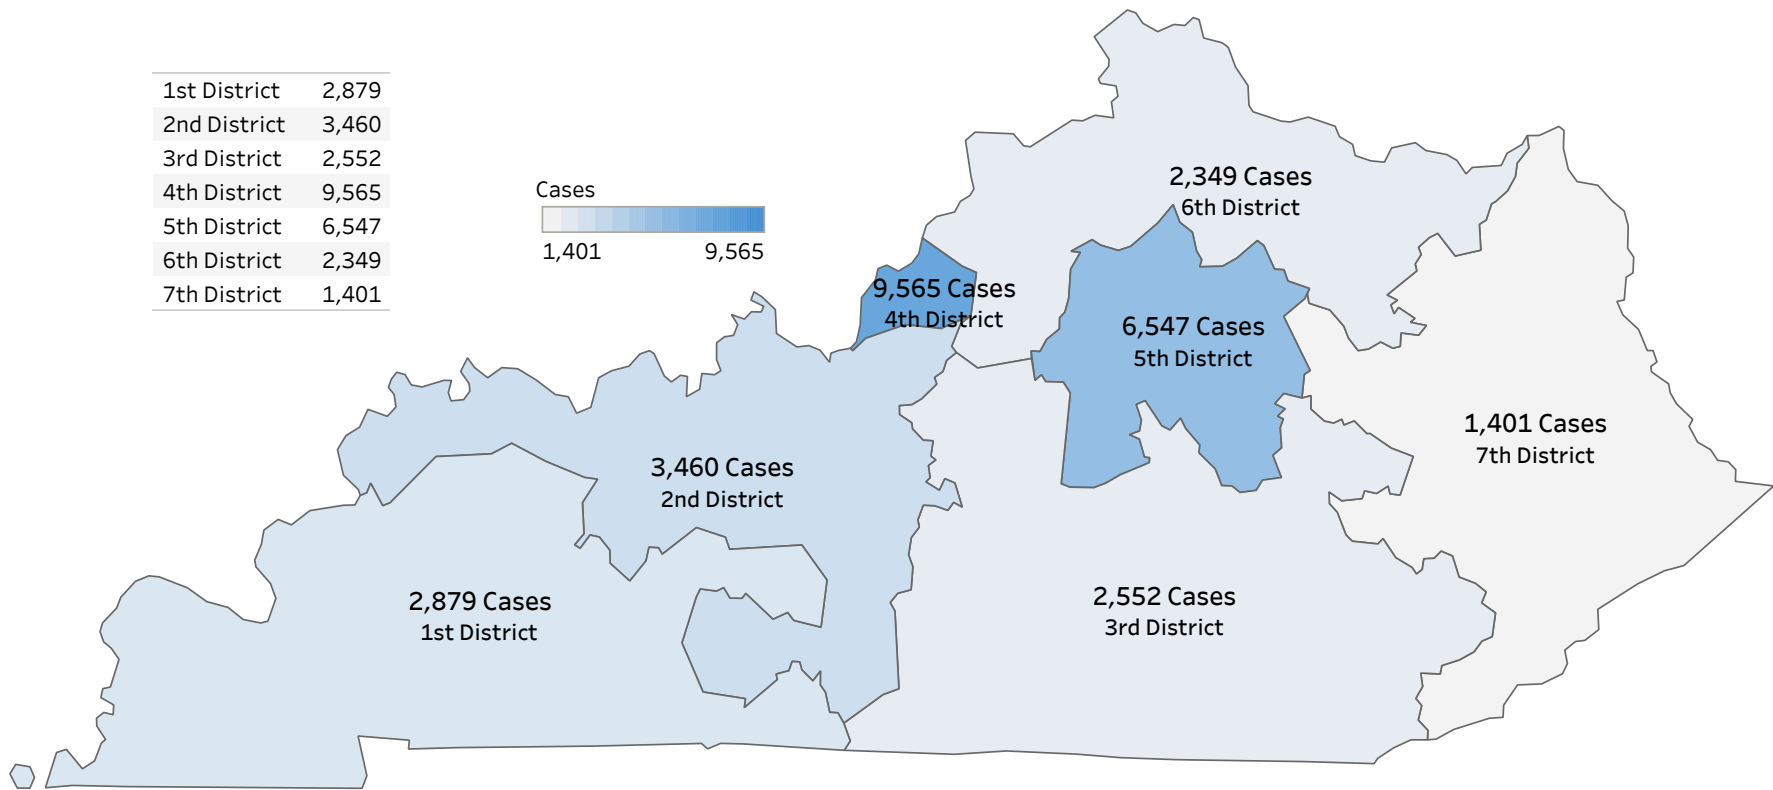 1st District 2,879
2nd District 3,460
3rd District 2,552
4th District 9,565
5th District 6,547
6th District 2,349
7th District 1,401
Cases
1,401 9,565
2,349 Cases
6th District
9,565 Cases
4th District
6,547 Cases
5th District
1,401 Cases
7th District
3,460 Cases
2nd District
2,879 Cases
1st District
2,552 Cases
3rd District